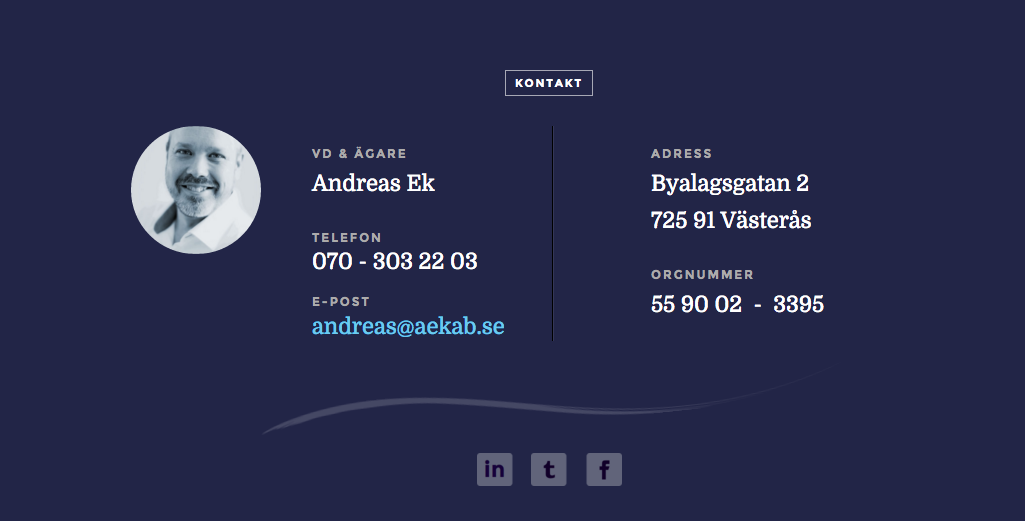 KONTAKT
VD & ÄGARE
Andreas Ek
TELEFON
070 - 303 22 03
E-POST
andreas@aekab.se
ADRESS
Byalagsgatan 2
725 91 Västerås
ORGNUMMER
55 90 02 - 3395
in t f